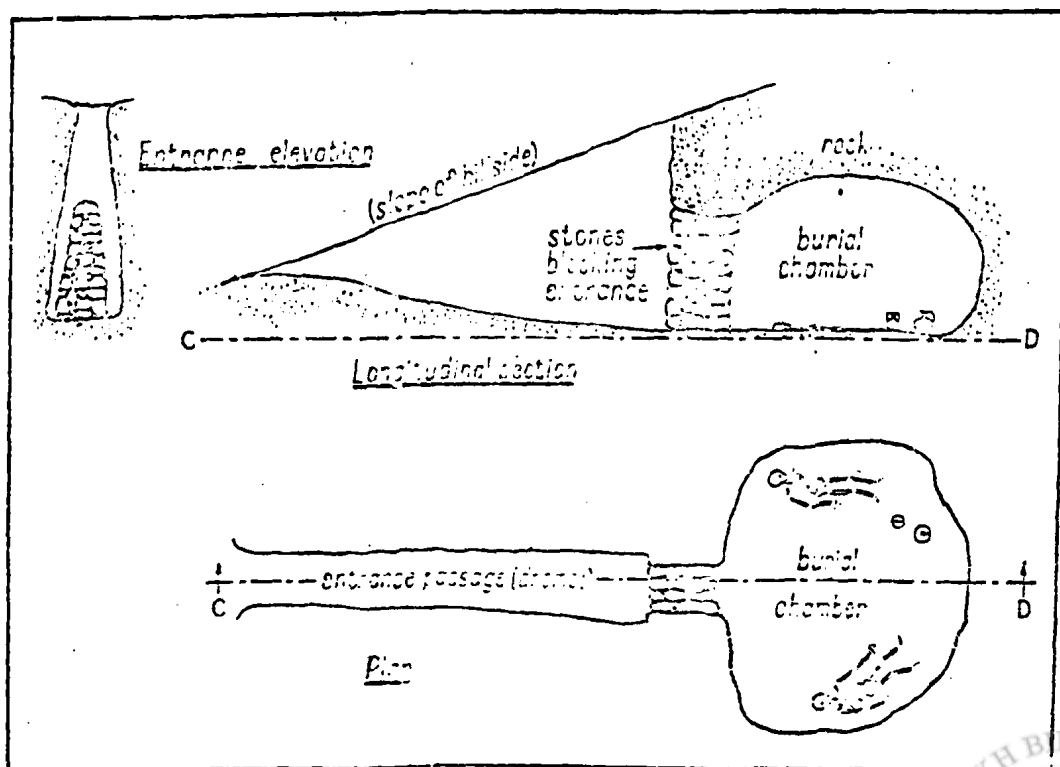 Entrance elevation
(slope of hillside)
rock
stones
blocking
entrance
burial
chamber
C
D
Longitudinal section
entrance passage (dromos)
burial
chamber
C
D
Plan